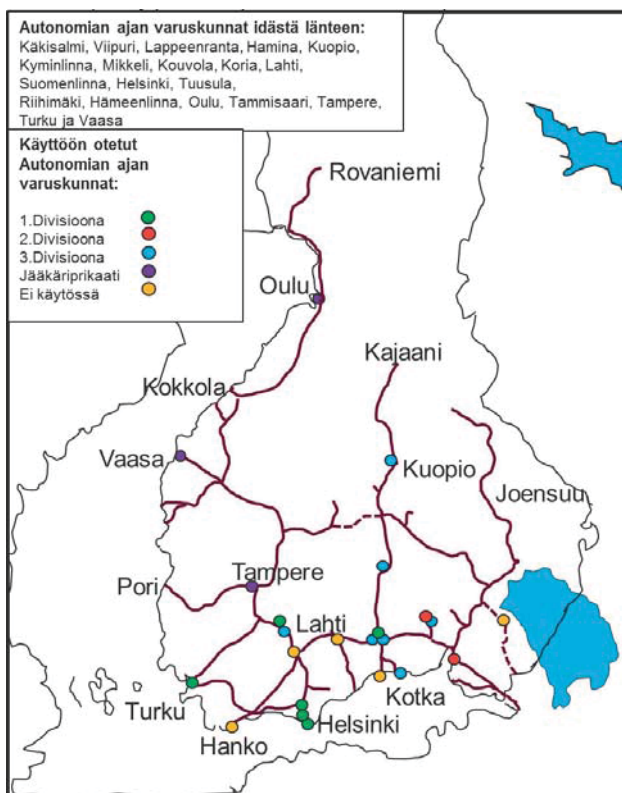 Autonomian ajan varuskunnat idästä länteen:
Käkisalmi, Viipuri, Lappeenranta, Hamina, Kuopio,
Kyminlinna, Mikkeli, Kouvola, Koria, Lahti,
Suomenlinna, Helsinki, Tuusula,
Riihimäki, Hämeenlinna, Oulu, Tammisaari, Tampere,
Turku ja Vaasa
Käyttöön otetut
Autonomian ajan
varuskunnat:
1.Divisioona
2.Divisioona
3.Divisioona
Jääkäriprikaati
Ei käytössä
Rovaniemi
Oulu
Kajaani
Kokkola
Vaasa
Kuopio
Joensuu
Pori
Tampere
Lahti
Turku
Kotka
Helsinki
Hanko